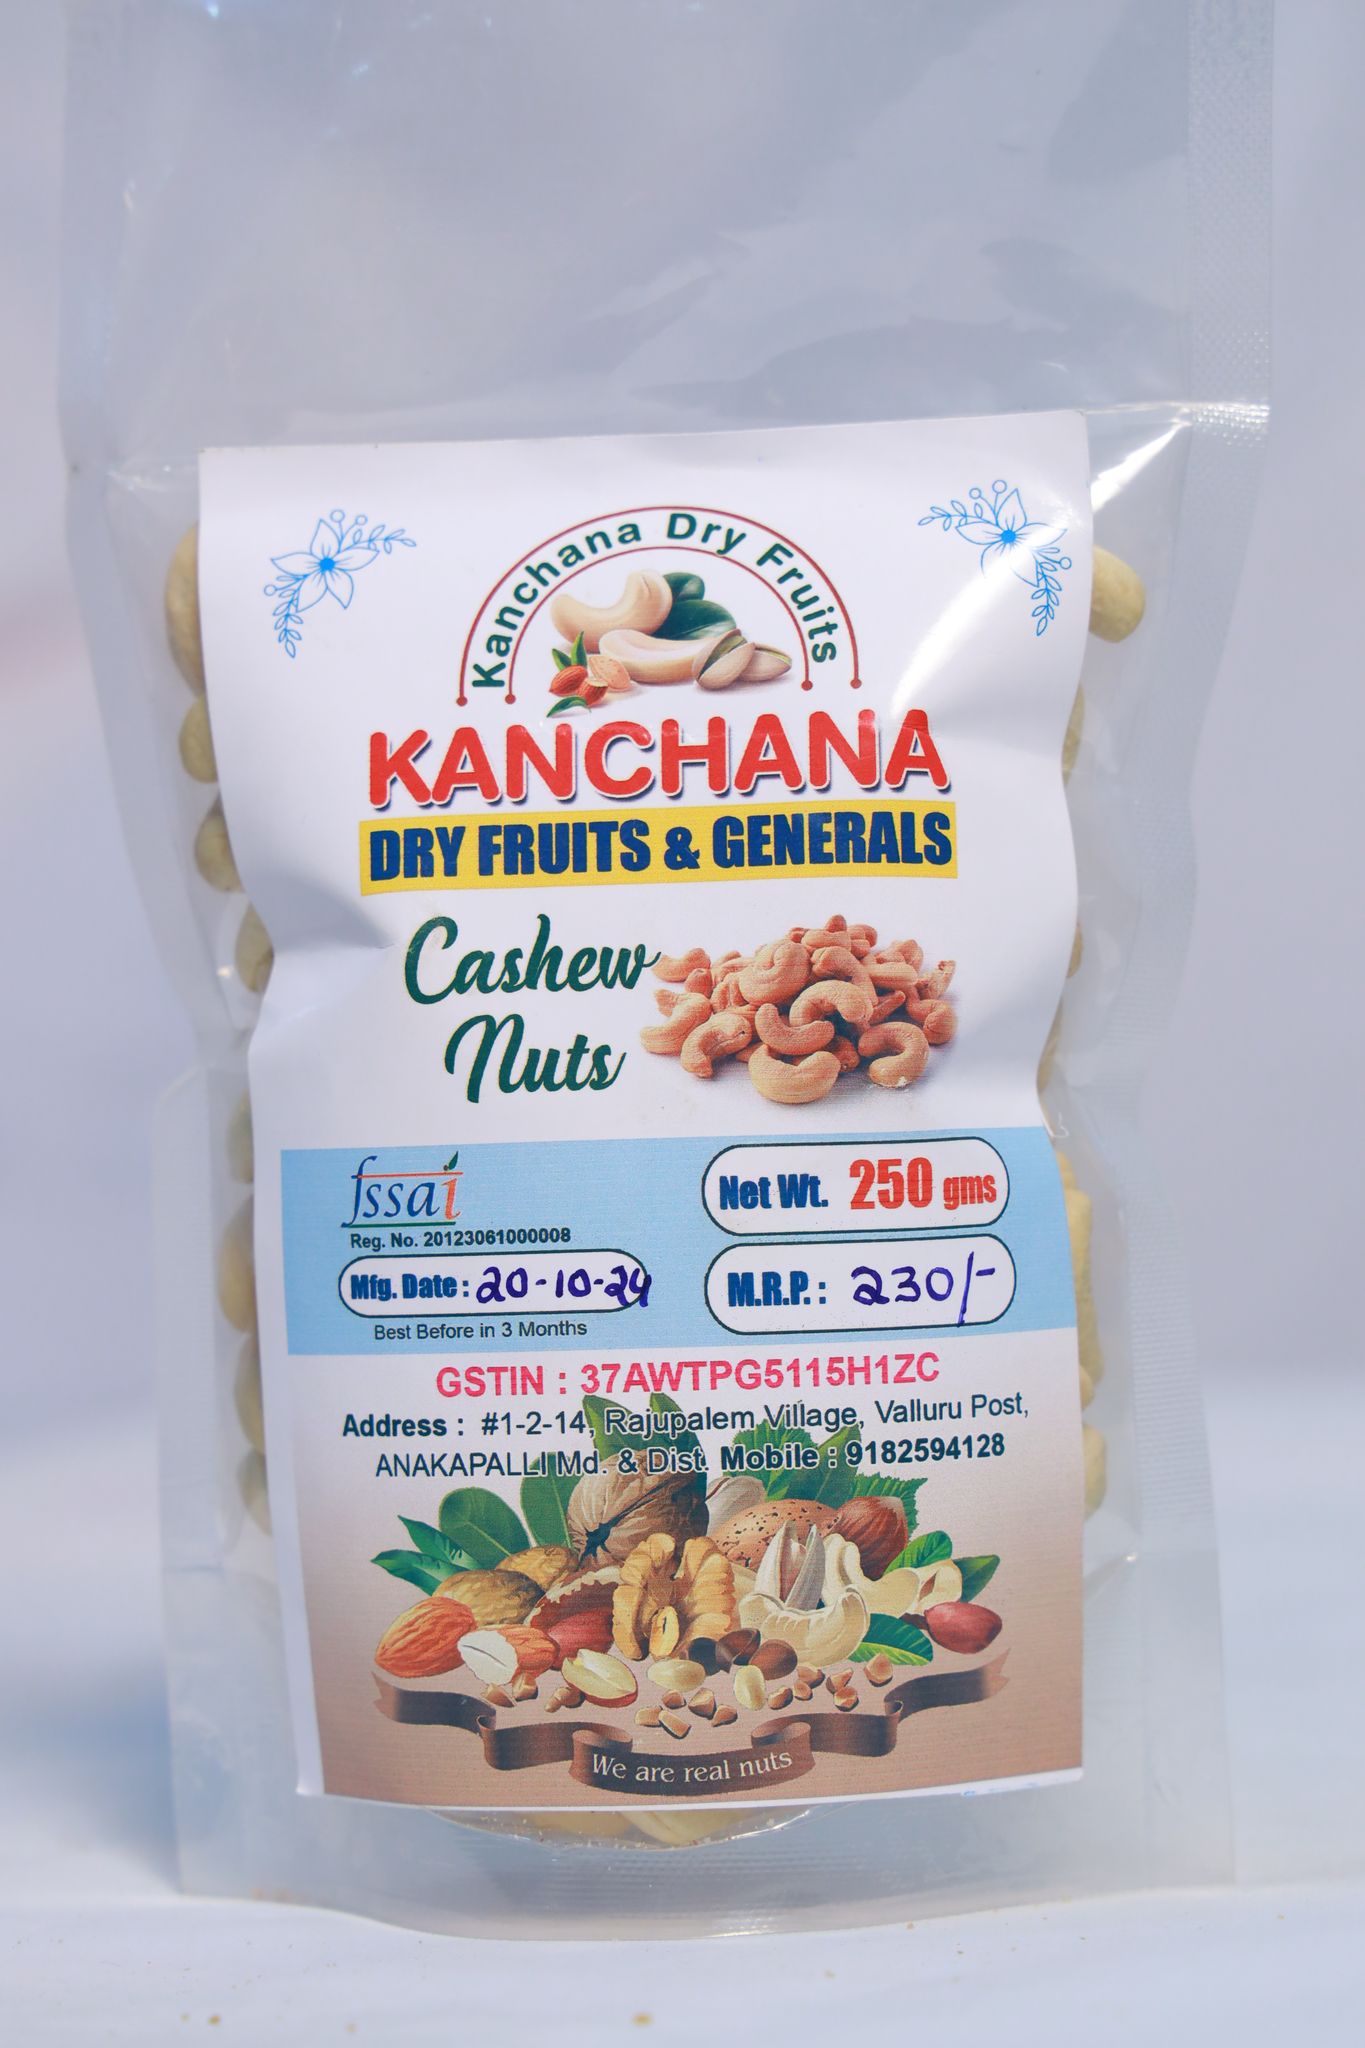 Kanchana Dry Fruits
KANCHANA
DRY FRUITS & GENERALS
Cashew
Nuts
fssai
Reg. No. 20123061000008
Mfg. Date : 20-10-24
Best Before in 3 Months
Net Wt. 250 gms
M.R.P. : 230/-
GSTIN : 37AWTPG5115H1ZC
Address : #1-2-14, Rajupalem Village, Valluru Post,
ANAKAPALLI Md. & Dist. Mobile : 9182594128
We are real nuts